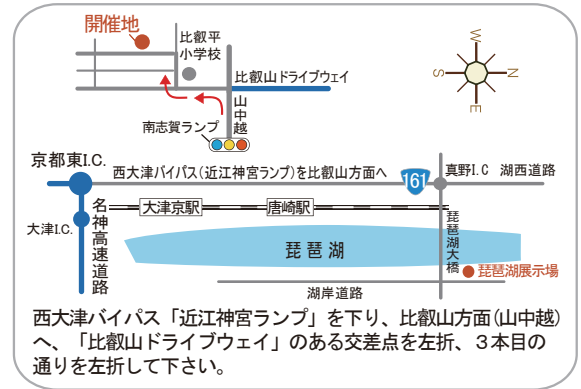 開催地
比叡平
小学校
比叡山ドライブウェイ
山中越
南志賀ランプ
W
S
N
E
京都東I.C.
西大津バイパス(近江神宮ランプ)を比叡山方面へ
161
真野I.C 湖西道路
大津I.C.
名神高速道路
大津京駅
唐崎駅
琵琶湖大橋
琵琶湖
琵琶湖展示場
湖岸道路
西大津バイパス「近江神宮ランプ」を下り、比叡山方面(山中越)
へ、「比叡山ドライブウェイ」のある交差点を左折、３本目の
通りを左折して下さい。